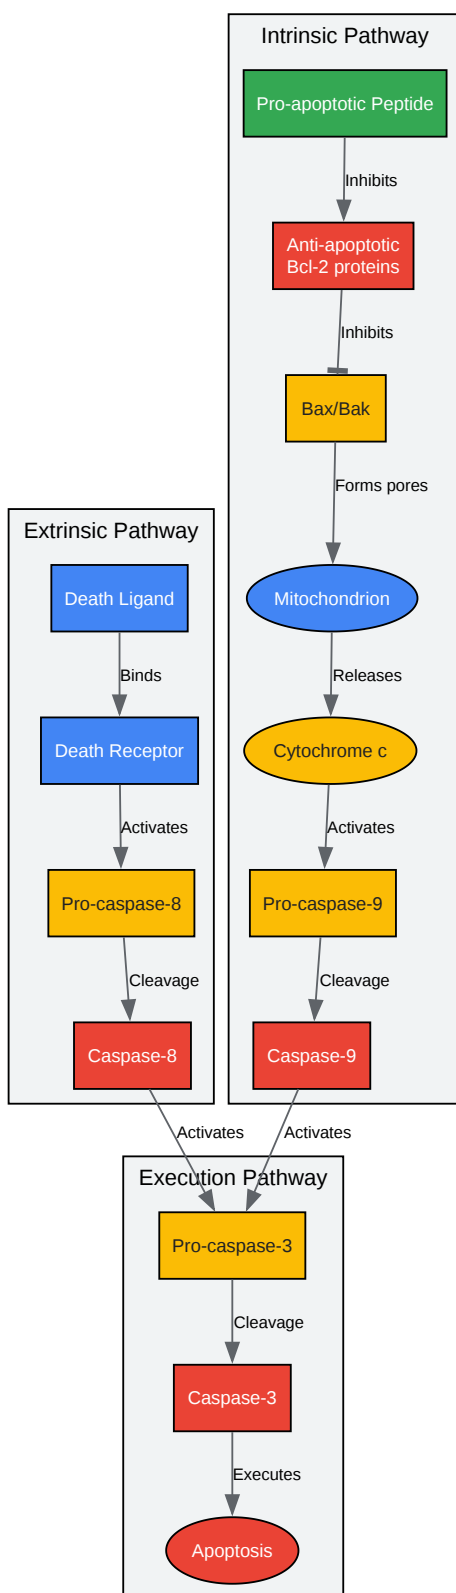 Intrinsic Pathway
Pro-apoptotic Peptide
Inhibits
Anti-apoptotic
Bcl-2 proteins
Inhibits
Bax/Bak
Forms pores
Mitochondrion
Releases
Cytochrome c
Activates
Pro-caspase-9
Cleavage
Caspase-9
Activates
Extrinsic Pathway
Death Ligand
Binds
Death Receptor
Activates
Pro-caspase-8
Cleavage
Caspase-8
Activates
Execution Pathway
Pro-caspase-3
Cleavage
Caspase-3
Executes
Apoptosis